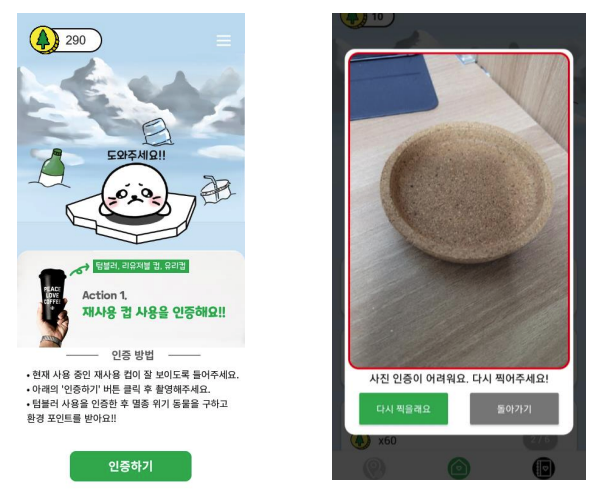 290
도와주세요!!
텀블러, 리유저블 컵, 유리컵
PEACE
LOVE
COFFEE
Action 1.
재사용 컵 사용을 인증해요!!
인증 방법
• 현재 사용 중인 재사용 컵이 잘 보이도록 들어주세요.
• 아래의 '인증하기' 버튼 클릭 후 촬영해주세요.
• 텀블러 사용을 인증한 후 멸종 위기 동물을 구하고
환경 포인트를 받아요!!
인증하기
10
사진 인증이 어려워요. 다시 찍어주세요!
다시 찍을래요
돌아가기
x60